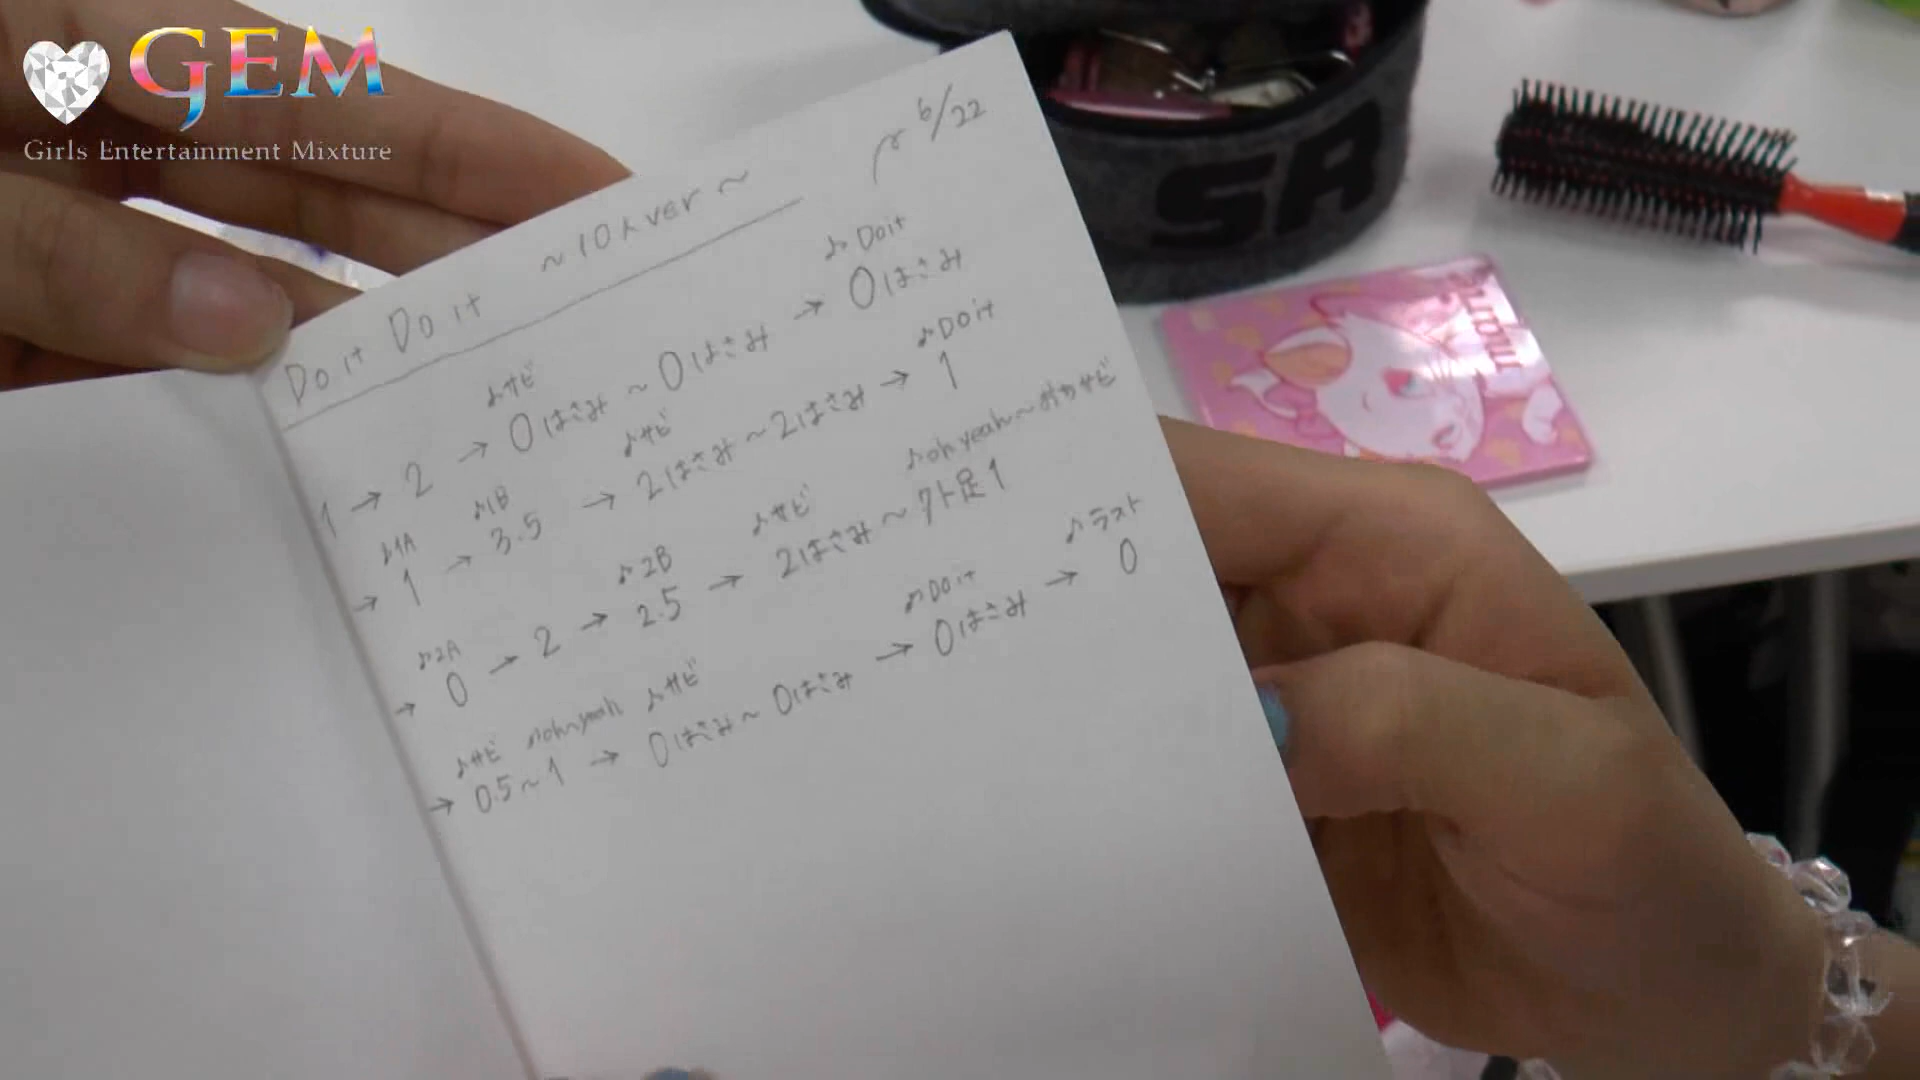 GEM
Girls Entertainment Mixture
Do it Do it ~10人ver~
6/22
♪サビ ♪Do it
1 → 2 → 0はさみ ~ 0はさみ → 0はさみ
♪1A ♪1B ♪サビ ♪Do it
→ 1 → 3.5 → 2はさみ ~ 2はさみ → 1
♪2A ♪2B ♪サビ ♪oh yeah~おちサビ
→ 0 → 2 → 2.5 → 2はさみ ~ 外足1
♪サビ ♪oh~yeah ♪サビ ♪Do it ♪ラスト
→ 0.5~1 → 0はさみ ~ 0はさみ → 0はさみ → 0
SA